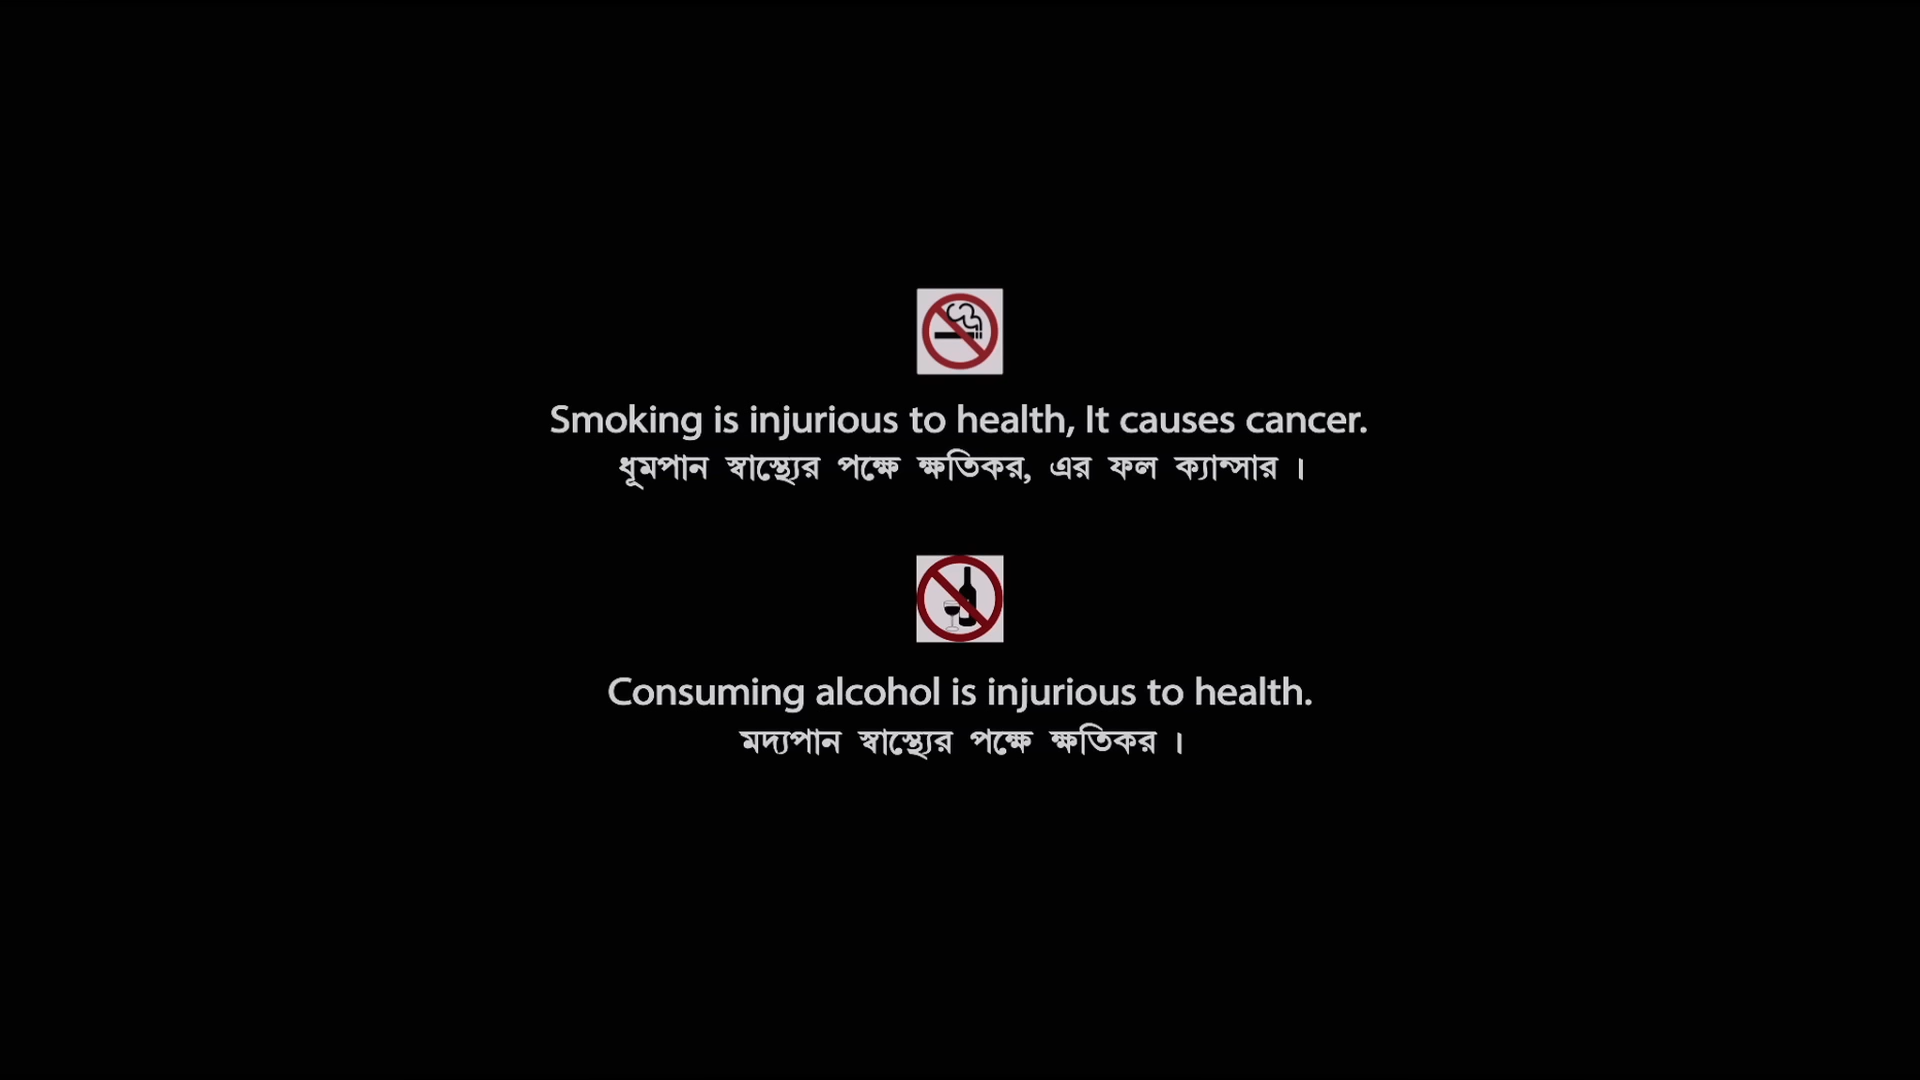 Smoking is injurious to health, It causes cancer.
ধূমপান স্বাস্থ্যের পক্ষে ক্ষতিকর, এর ফল ক্যান্সার ।
Consuming alcohol is injurious to health.
মদ্যপান স্বাস্থ্যের পক্ষে ক্ষতিকর ।